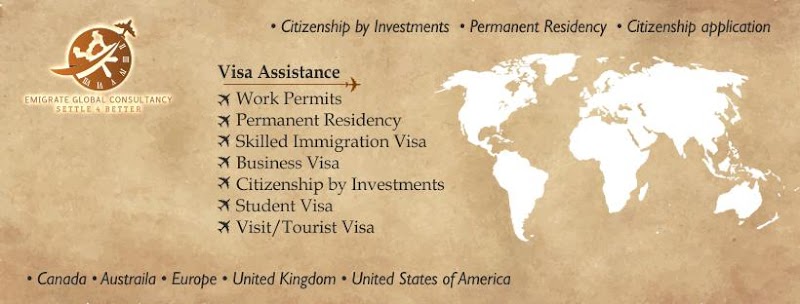 • Citizenship by Investments • Permanent Residency • Citizenship application
EMIGRATE GLOBAL CONSULTANCY
SETTLE 4 BETTER
Visa Assistance
Work Permits
Permanent Residency
Skilled Immigration Visa
Business Visa
Citizenship by Investments
Student Visa
Visit/Tourist Visa
• Canada • Austraila • Europe • United Kingdom • United States of America